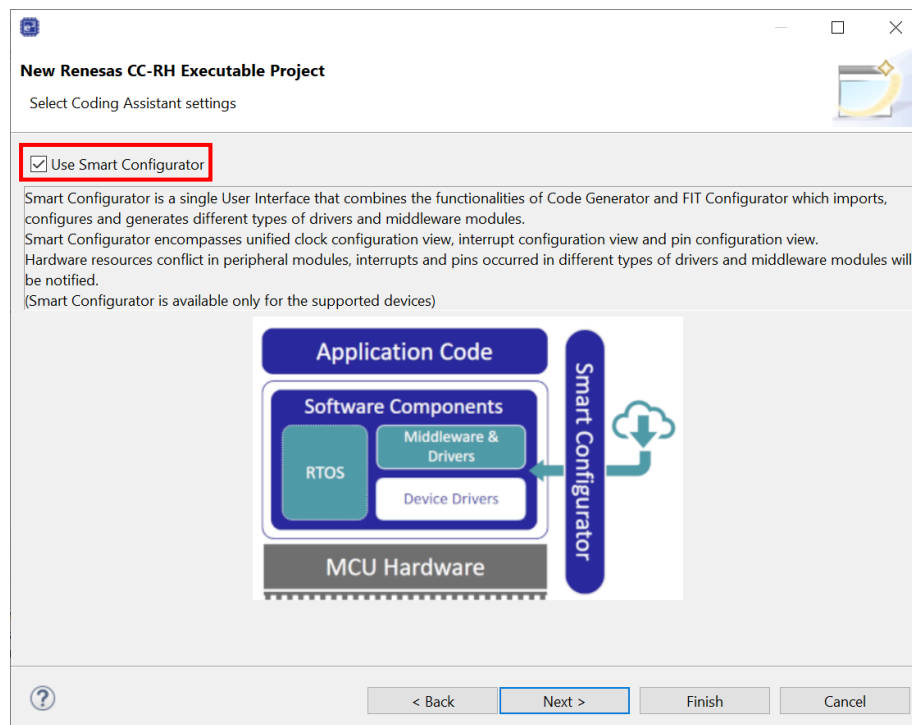 New Renesas CC-RH Executable Project
Select Coding Assistant settings
Use Smart Configurator
Smart Configurator is a single User Interface that combines the functionalities of Code Generator and FIT Configurator which imports,
configures and generates different types of drivers and middleware modules.
Smart Configurator encompasses unified clock configuration view, interrupt configuration view and pin configuration view.
Hardware resources conflict in peripheral modules, interrupts and pins occurred in different types of drivers and middleware modules will
be notified.
(Smart Configurator is available only for the supported devices)
Application Code
Software Components
RTOS
Middleware &
Drivers
Device Drivers
MCU Hardware
Smart Configurator
?
< Back
Next >
Finish
Cancel